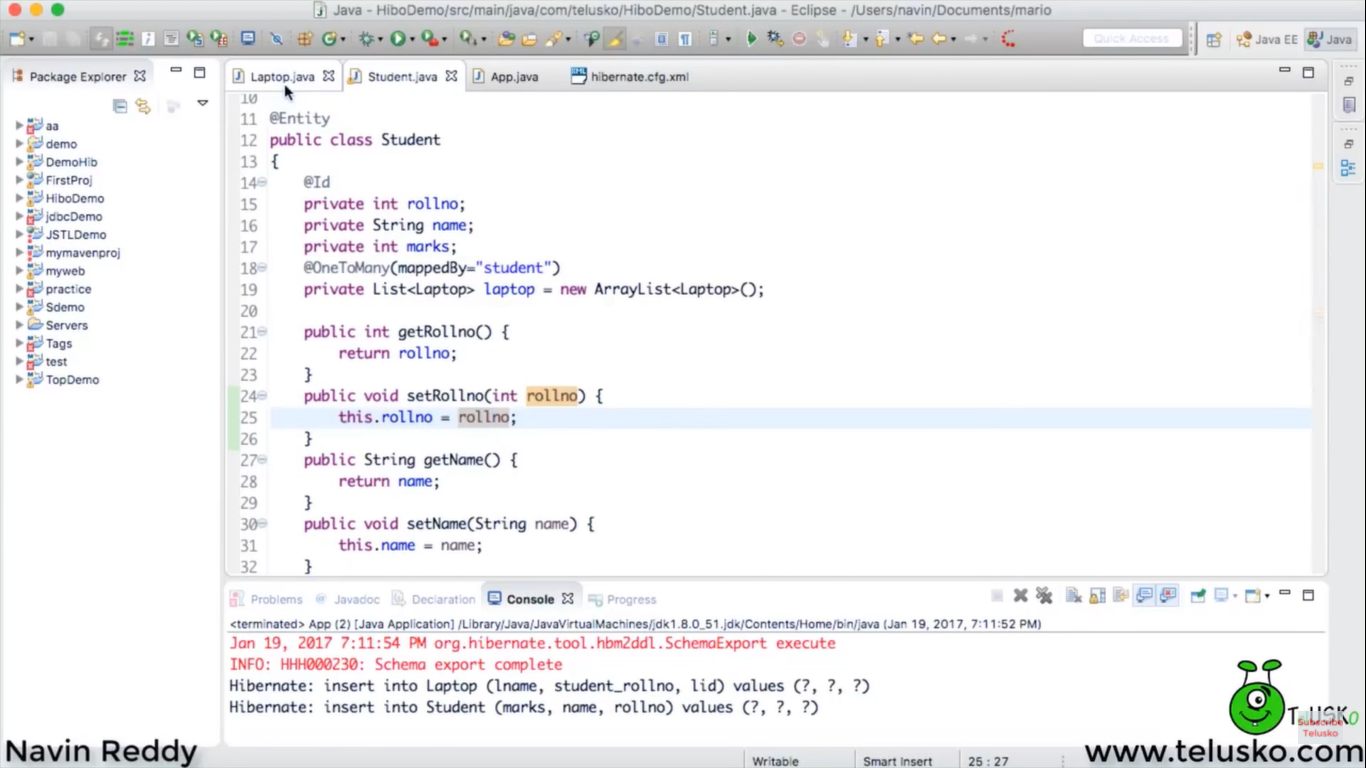 Java - HiboDemo/src/main/java/com/telusko/HiboDemo/Student.java - Eclipse - /Users/navin/Documents/mario
Quick Access
Java EE
Java
Package Explorer
Laptop.java
Student.java
App.java
hibernate.cfg.xml
aa
demo
DemoHib
FirstProj
HiboDemo
jdbcDemo
JSTLDemo
mymavenproj
myweb
practice
Sdemo
Servers
Tags
test
TopDemo
10
11 @Entity
12 public class Student
13 {
14 @Id
15 private int rollno;
16 private String name;
17 private int marks;
18 @OneToMany(mappedBy="student")
19 private List<Laptop> laptop = new ArrayList<Laptop>();
20
21 public int getRollno() {
22 return rollno;
23 }
24 public void setRollno(int rollno) {
25 this.rollno = rollno;
26 }
27 public String getName() {
28 return name;
29 }
30 public void setName(String name) {
31 this.name = name;
32 }
Problems
Javadoc
Declaration
Console
Progress
<terminated> App (2) [Java Application] /Library/Java/JavaVirtualMachines/jdk1.8.0_51.jdk/Contents/Home/bin/java (Jan 19, 2017, 7:11:52 PM)
Jan 19, 2017 7:11:54 PM org.hibernate.tool.hbm2ddl.SchemaExport execute
INFO: HHH000230: Schema export complete
Hibernate: insert into Laptop (lname, student_rollno, lid) values (?, ?, ?)
Hibernate: insert into Student (marks, name, rollno) values (?, ?, ?)
Subscribe
Telusko
Navin Reddy
www.telusko.com
Writable
Smart Insert
25 : 27